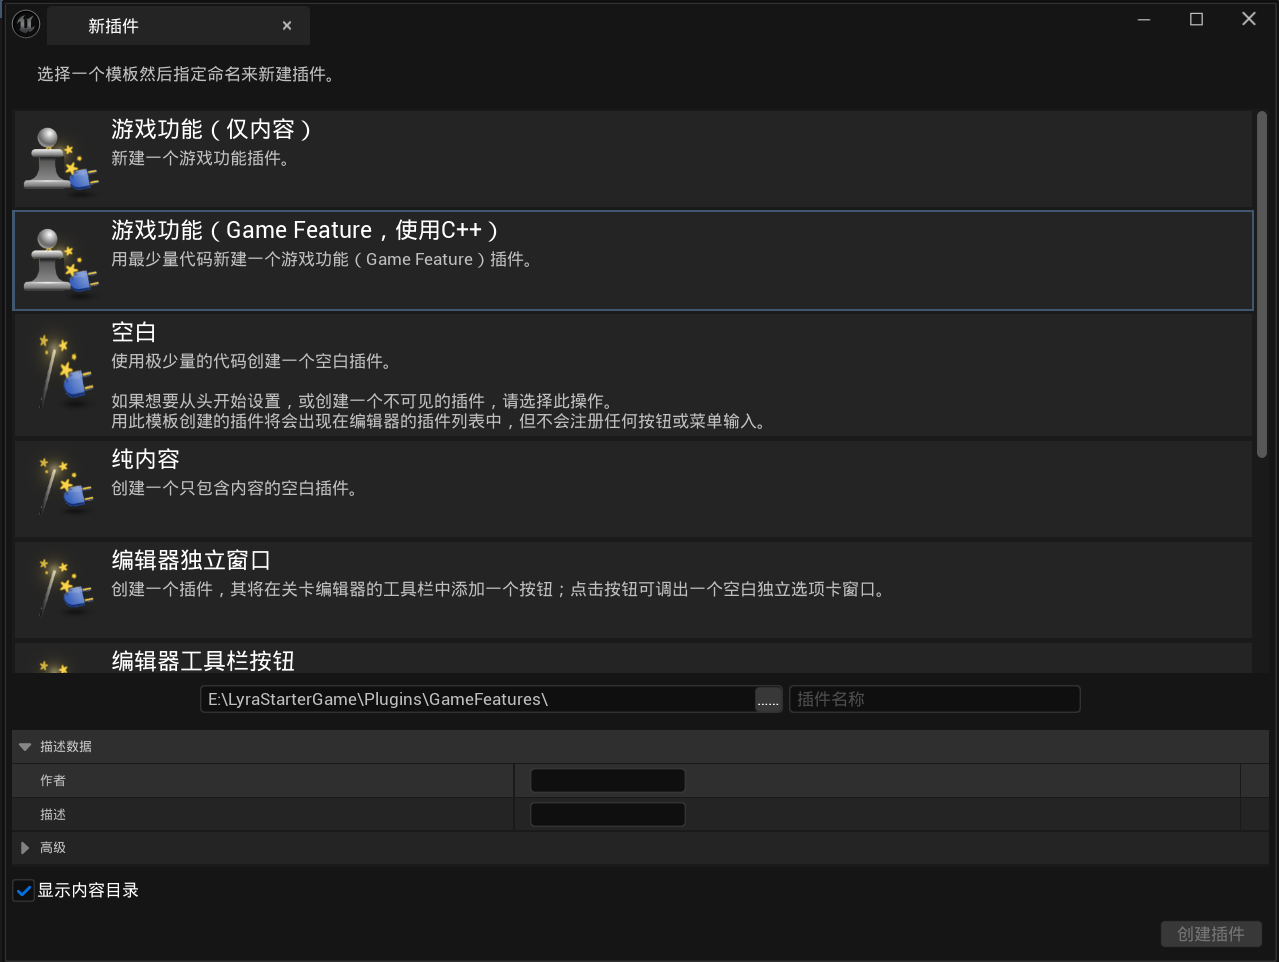 新插件
选择一个模板然后指定命名来新建插件。
游戏功能（仅内容）
新建一个游戏功能插件。
游戏功能（Game Feature，使用C++）
用最少量代码新建一个游戏功能（Game Feature）插件。
空白
使用极少量的代码创建一个空白插件。
如果想要从头开始设置，或创建一个不可见的插件，请选择此操作。
用此模板创建的插件将会出现在编辑器的插件列表中，但不会注册任何按钮或菜单输入。
纯内容
创建一个只包含内容的空白插件。
编辑器独立窗口
创建一个插件，其将在关卡编辑器的工具栏中添加一个按钮；点击按钮可调出一个空白独立选项卡窗口。
编辑器工具栏按钮
E:\LyraStarterGame\Plugins\GameFeatures\ ...... 插件名称
描述数据
作者
描述
高级
显示内容目录
创建插件